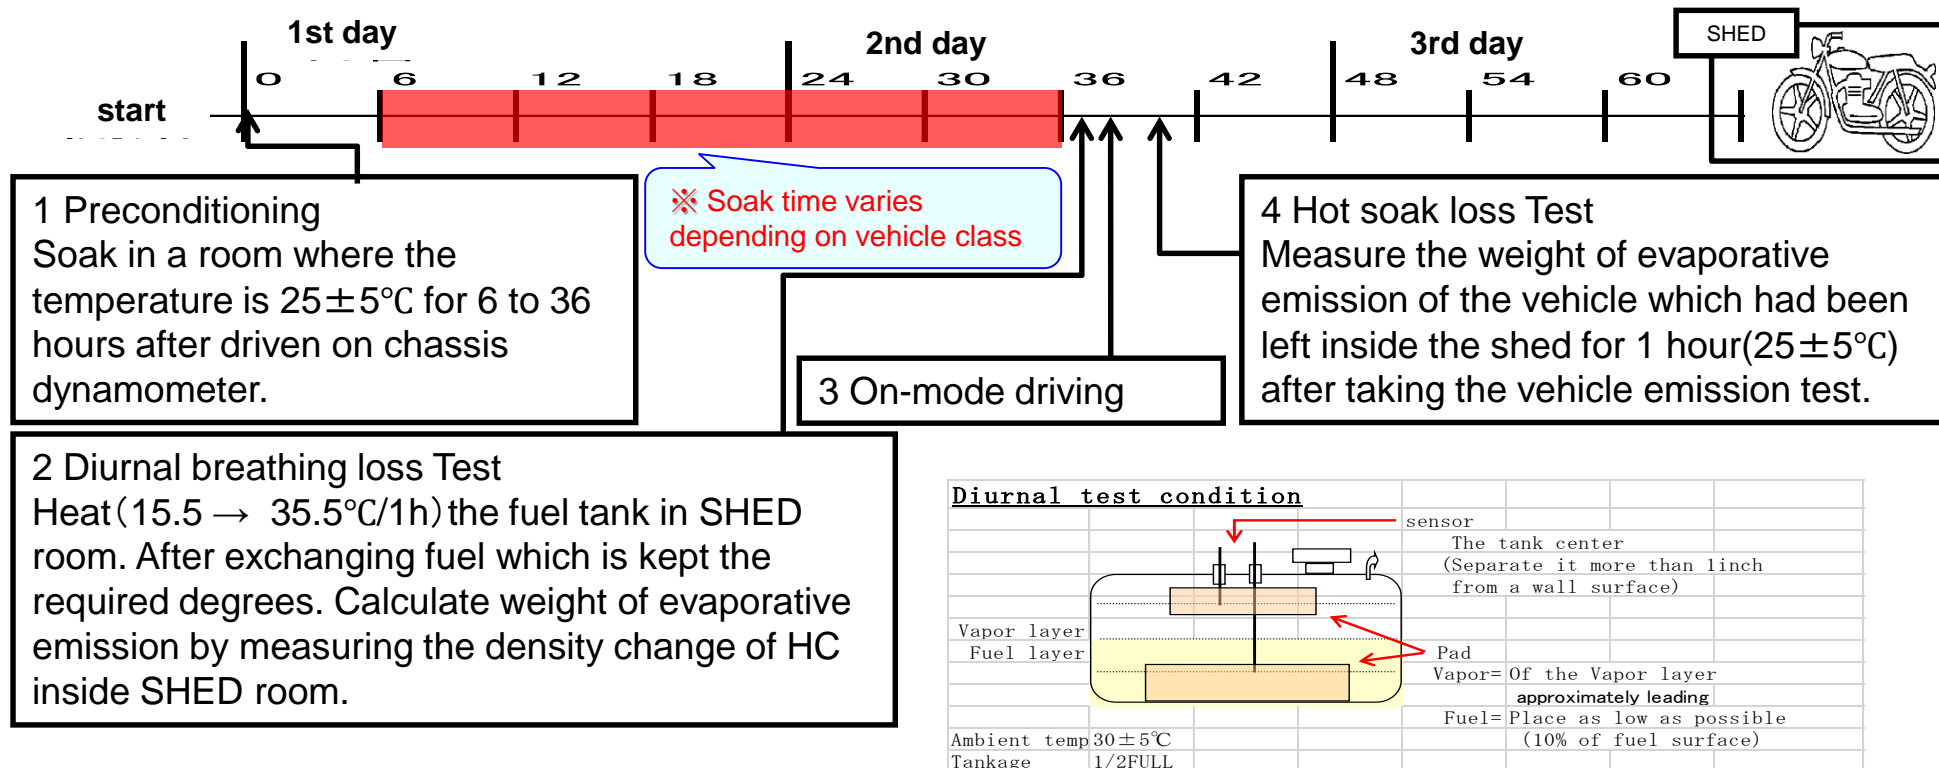 1st day
2nd day
3rd day
SHED
0 6 12 18 24 30 36 42 48 54 60
start
※ Soak time varies
depending on vehicle class
1 Preconditioning
Soak in a room where the
temperature is 25±5℃ for 6 to 36
hours after driven on chassis
dynamometer.
2 Diurnal breathing loss Test
Heat(15.5 → 35.5℃/1h)the fuel tank in SHED
room. After exchanging fuel which is kept the
required degrees. Calculate weight of evaporative
emission by measuring the density change of HC
inside SHED room.
3 On-mode driving
4 Hot soak loss Test
Measure the weight of evaporative
emission of the vehicle which had been
left inside the shed for 1 hour(25±5℃)
after taking the vehicle emission test.
Diurnal test condition
sensor
The tank center
(Separate it more than 1inch
from a wall surface)
Vapor layer
Fuel layer
Pad
Vapor= Of the Vapor layer
approximately leading
Fuel= Place as low as possible
(10% of fuel surface)
Ambient temp 30±5℃
Tankage 1/2FULL